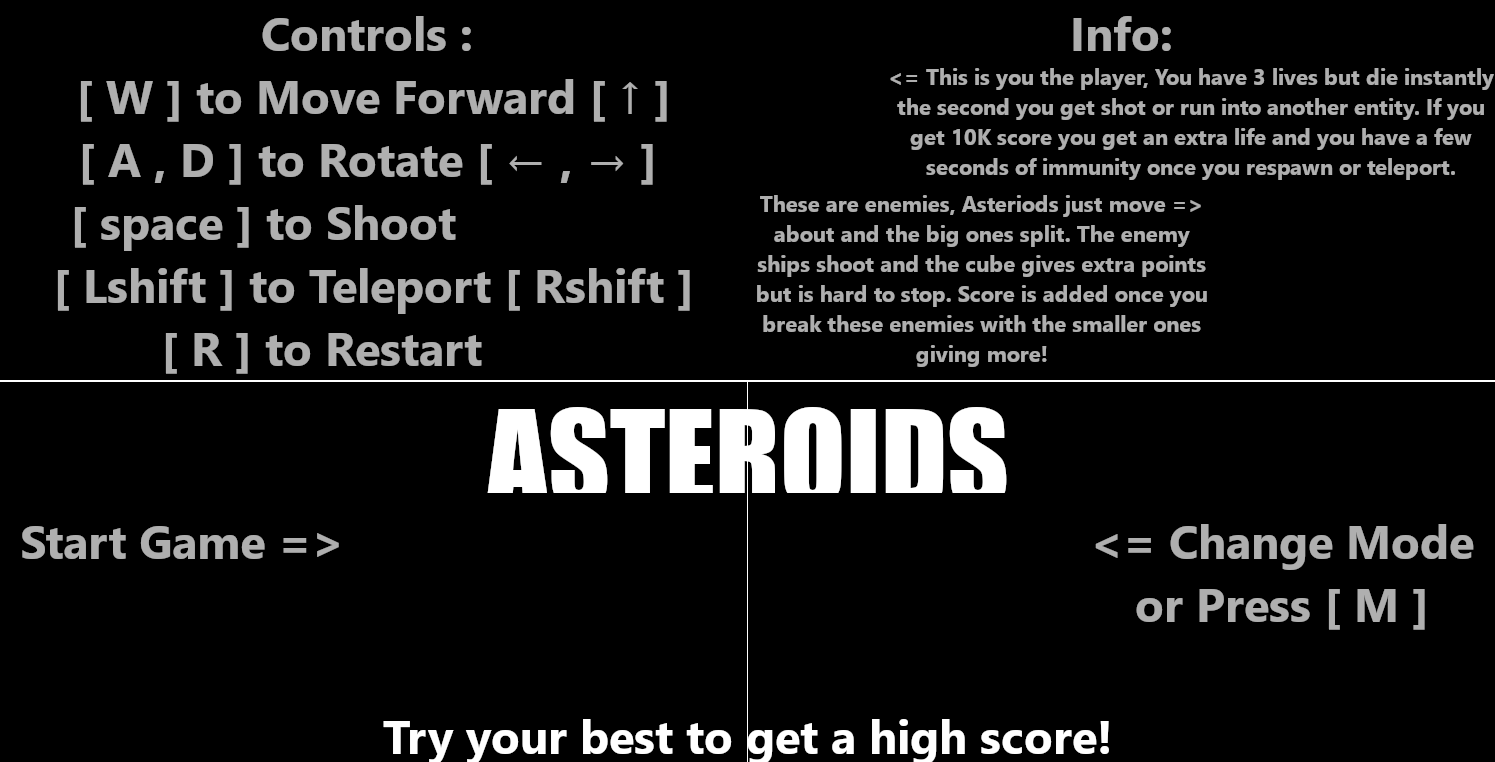 Controls :
[ W ] to Move Forward [ ↑ ]
[ A , D ] to Rotate [ ← , → ]
[ space ] to Shoot
[ Lshift ] to Teleport [ Rshift ]
[ R ] to Restart
Info:
<= This is you the player, You have 3 lives but die instantly
the second you get shot or run into another entity. If you
get 10K score you get an extra life and you have a few
seconds of immunity once you respawn or teleport.
These are enemies, Asteriods just move =>
about and the big ones split. The enemy
ships shoot and the cube gives extra points
but is hard to stop. Score is added once you
break these enemies with the smaller ones
giving more!
ASTEROIDS
Start Game =>
<= Change Mode
or Press [ M ]
Try your best to get a high score!